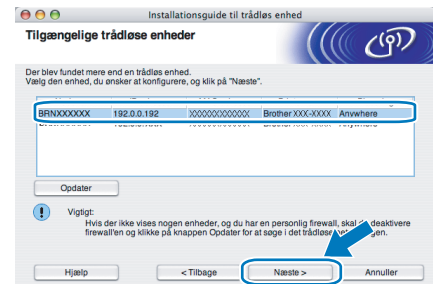 Installationsguide til trådløs enhed
Tilgængelige trådløse enheder
Der blev fundet mere end en trådløs enhed.
Vælg den enhed, du ønsker at konfigurere, og klik på "Næste".
BRNXXXXXX 192.0.0.192 XXXXXXXXXXXX Brother XXX-XXXX Anywhere
Opdater
Vigtigt:
Hvis der ikke vises nogen enheder, og du har en personlig firewall, skal du deaktivere
firewall'en og klikke på knappen Opdater for at søge i det trådløse
Hjælp < Tilbage Næste > Annuller